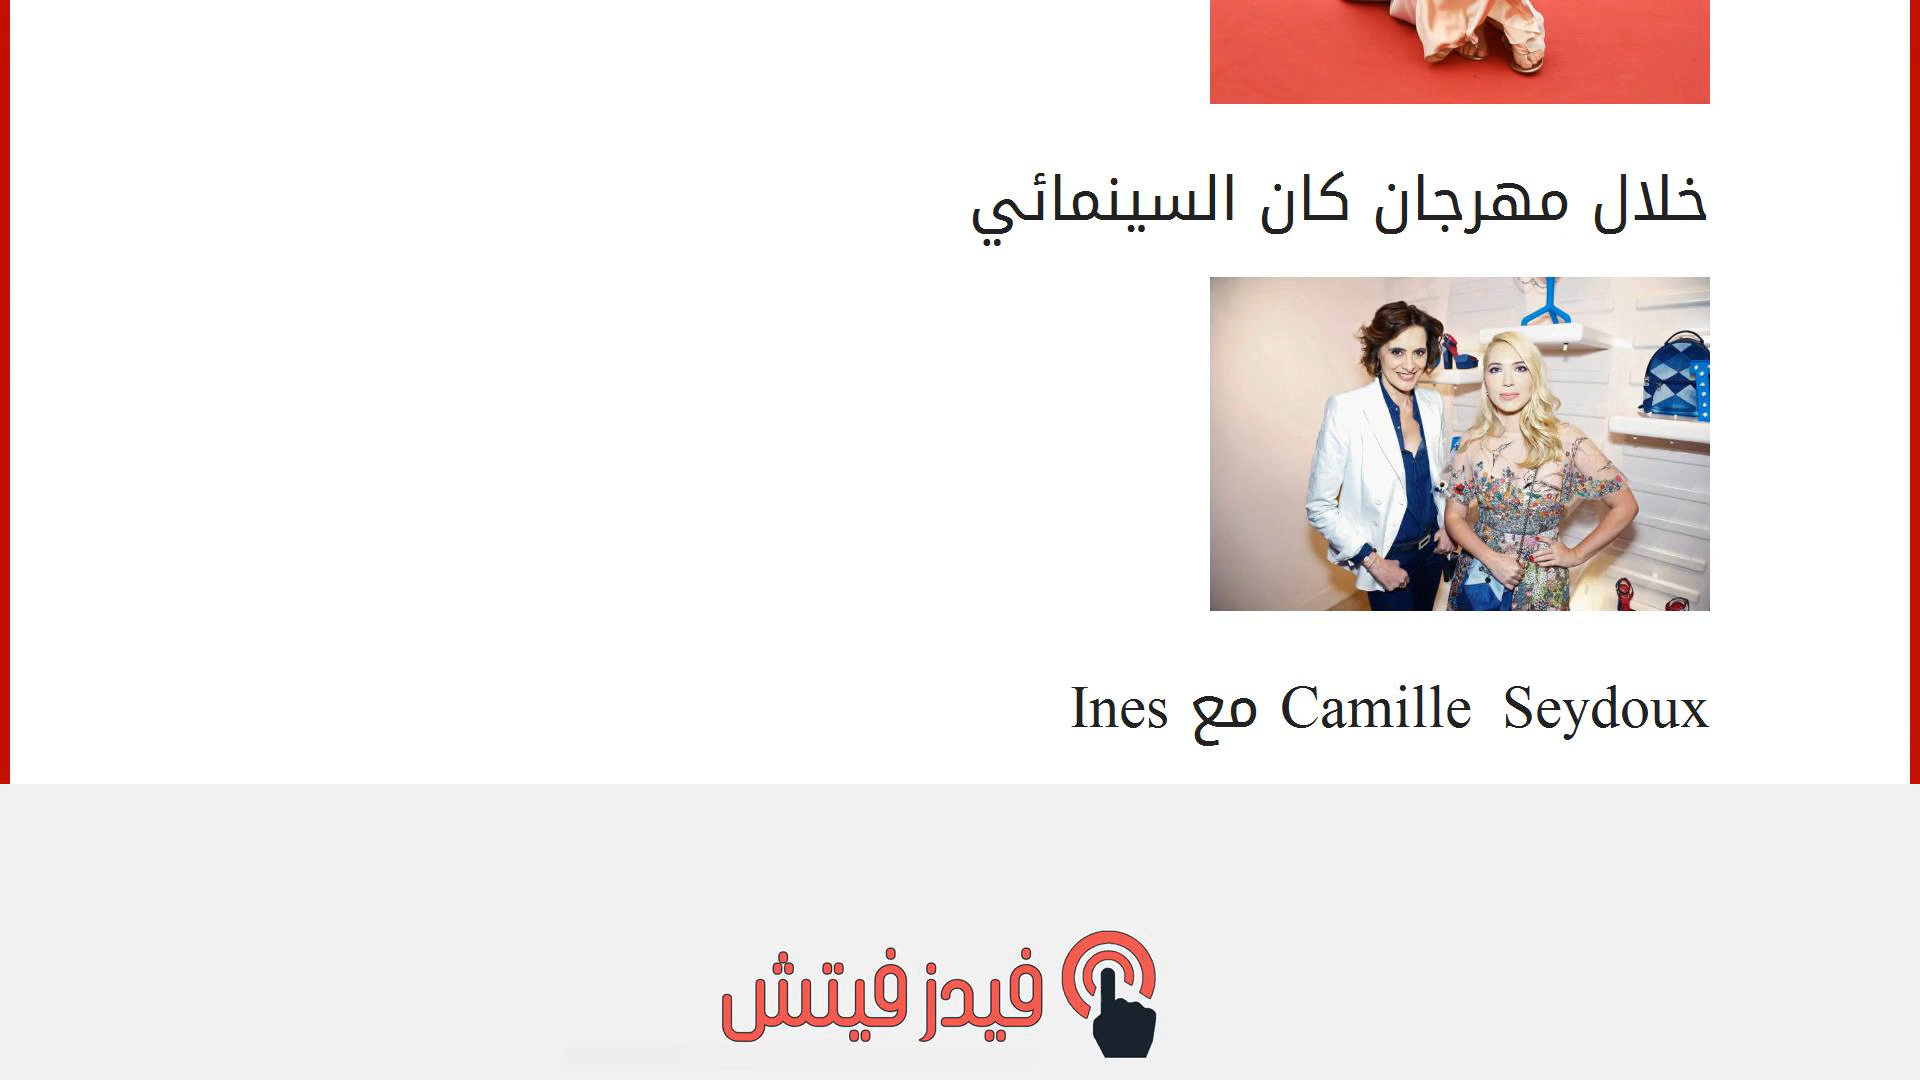 خلال مهرجان كان السينمائي
Ines مع Camille Seydoux
فيدز فيتش